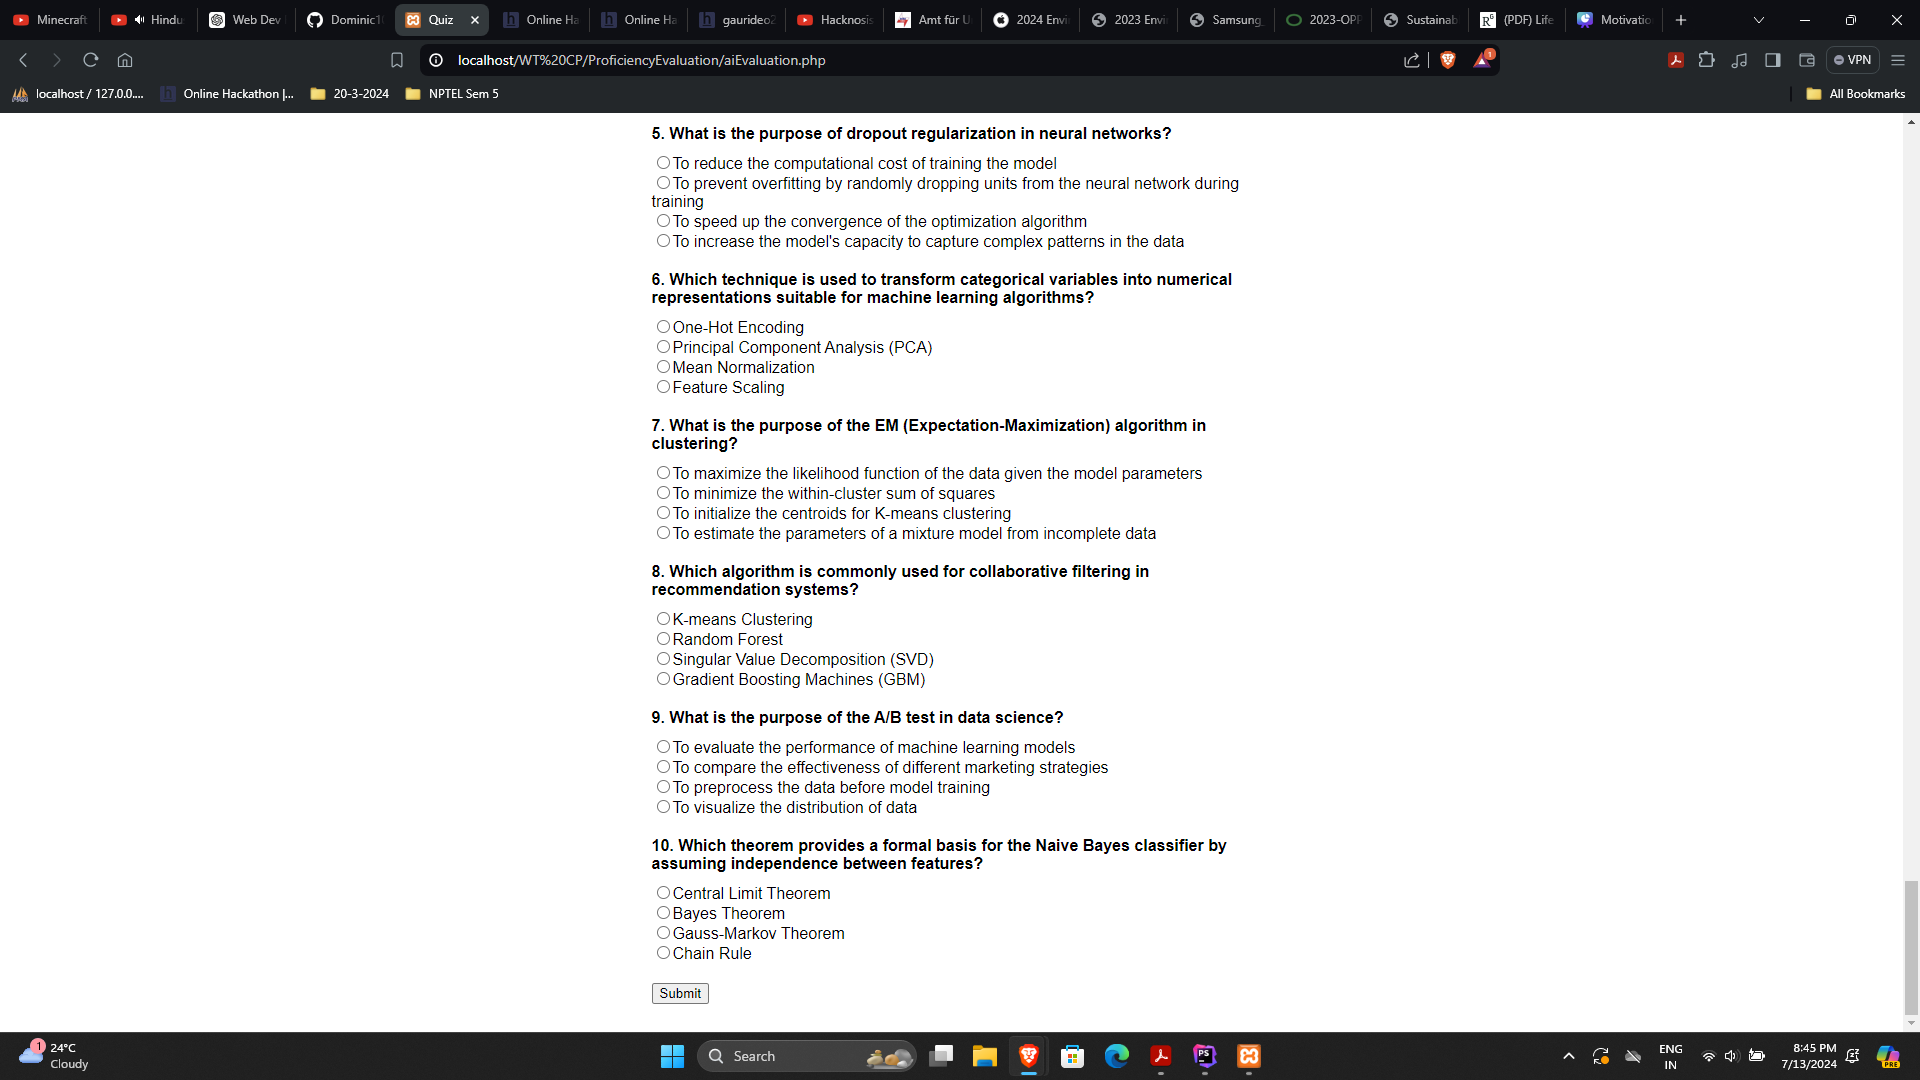 Minecraft
Hindu
Web Dev
Dominic1
Quiz
Online Ha
Online Ha
gaurideo2
Hacknosis
Amt für U
2024 Envi
2023 Envi
Samsung
2023-OPP
Sustainab
(PDF) Life
Motivatio
localhost/WT%20CP/ProficiencyEvaluation/aiEvaluation.php
1
VPN
localhost / 127.0.0....
Online Hackathon |...
20-3-2024
NPTEL Sem 5
All Bookmarks
5. What is the purpose of dropout regularization in neural networks?
To reduce the computational cost of training the model
To prevent overfitting by randomly dropping units from the neural network during
training
To speed up the convergence of the optimization algorithm
To increase the model's capacity to capture complex patterns in the data
6. Which technique is used to transform categorical variables into numerical
representations suitable for machine learning algorithms?
One-Hot Encoding
Principal Component Analysis (PCA)
Mean Normalization
Feature Scaling
7. What is the purpose of the EM (Expectation-Maximization) algorithm in
clustering?
To maximize the likelihood function of the data given the model parameters
To minimize the within-cluster sum of squares
To initialize the centroids for K-means clustering
To estimate the parameters of a mixture model from incomplete data
8. Which algorithm is commonly used for collaborative filtering in
recommendation systems?
K-means Clustering
Random Forest
Singular Value Decomposition (SVD)
Gradient Boosting Machines (GBM)
9. What is the purpose of the A/B test in data science?
To evaluate the performance of machine learning models
To compare the effectiveness of different marketing strategies
To preprocess the data before model training
To visualize the distribution of data
10. Which theorem provides a formal basis for the Naive Bayes classifier by
assuming independence between features?
Central Limit Theorem
Bayes Theorem
Gauss-Markov Theorem
Chain Rule
Submit
1
24°C
Cloudy
Search
PS
ENG
IN
8:45 PM
7/13/2024
PRE